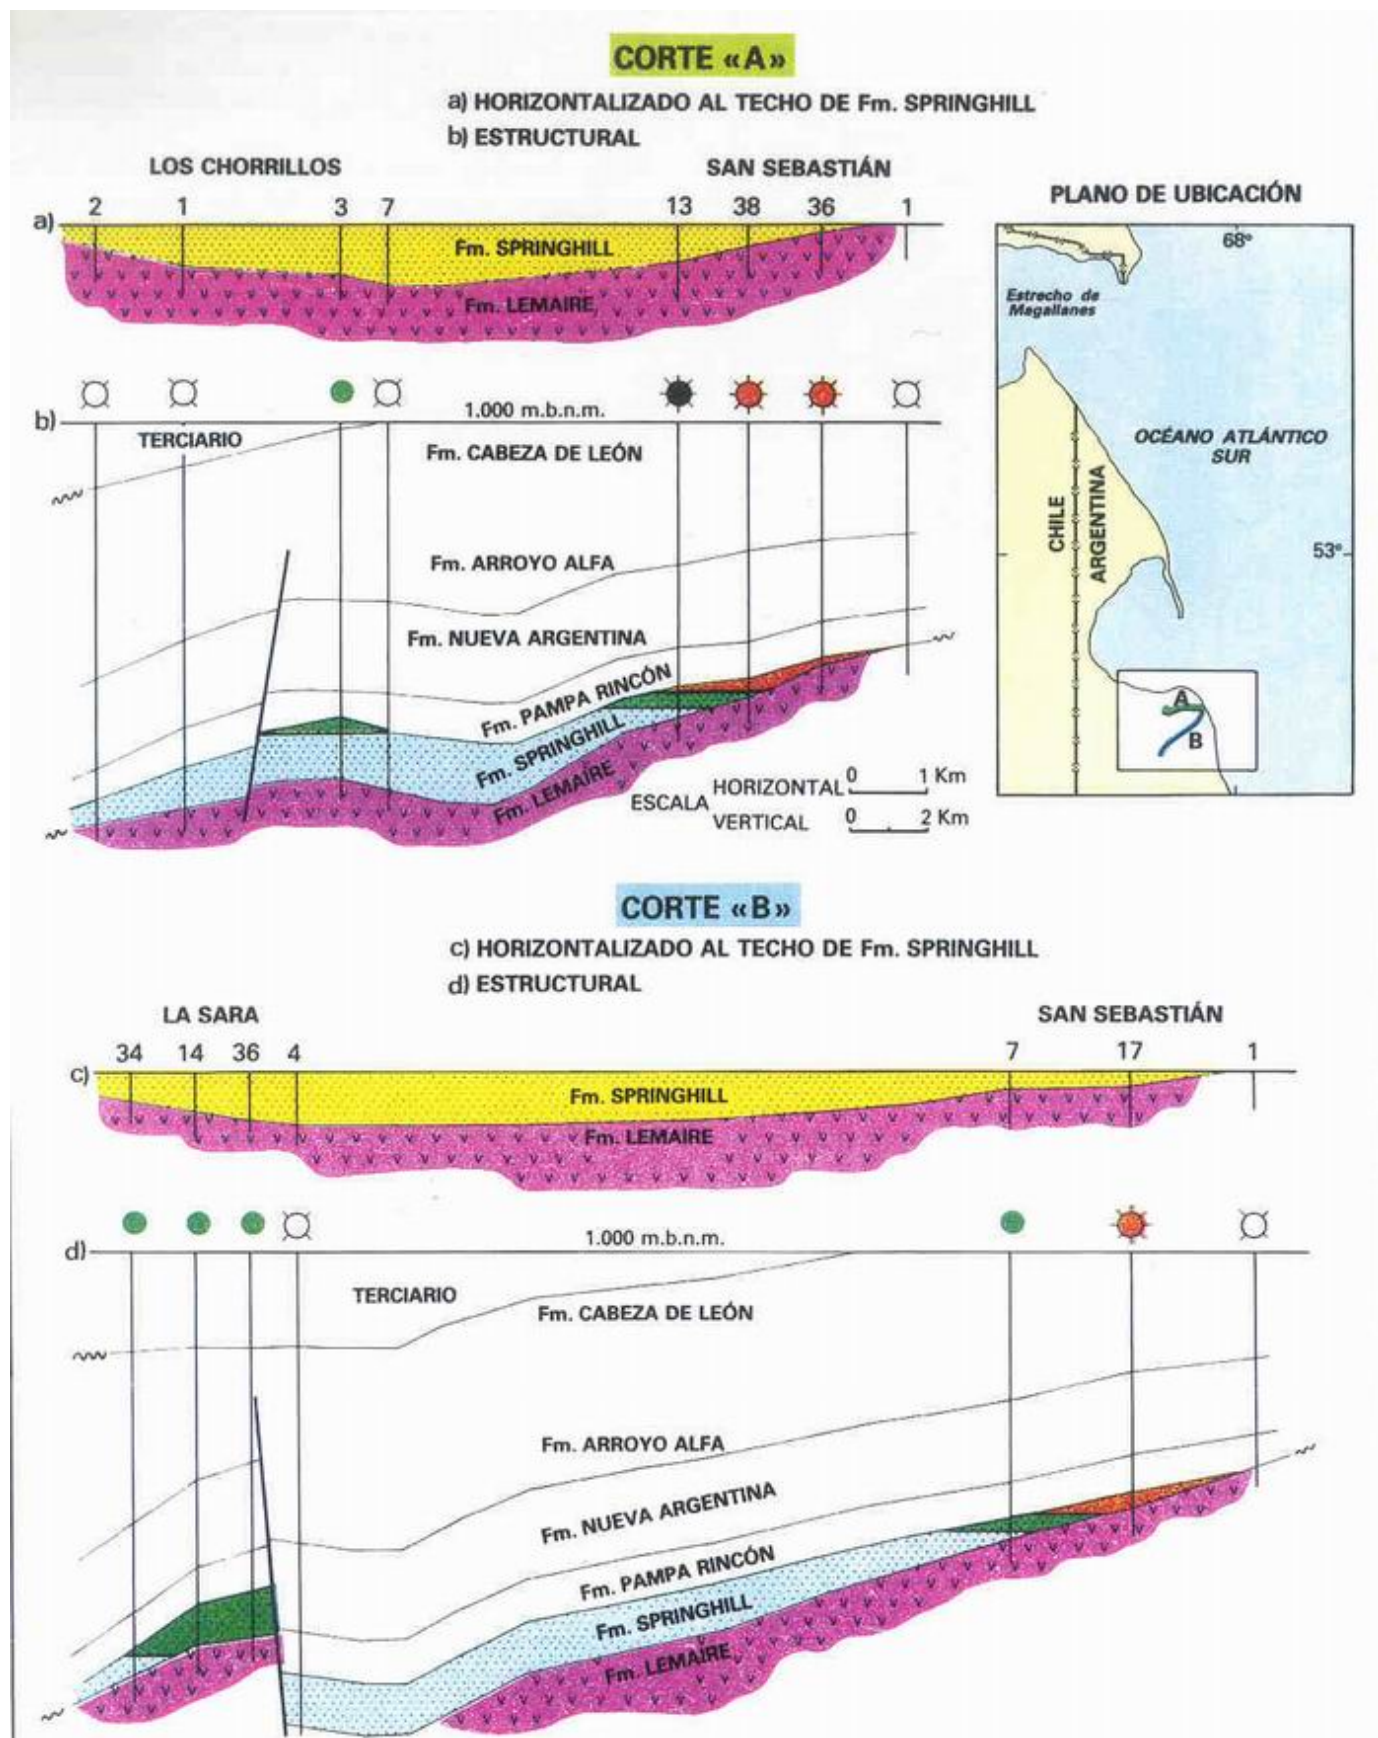 CORTE «A»
a) HORIZONTALIZADO AL TECHO DE Fm. SPRINGHILL
b) ESTRUCTURAL
LOS CHORRILLOS
SAN SEBASTIÁN
2 1 3 7 13 38 36 1
a)
Fm. SPRINGHILL
Fm. LEMAIRE
b)
1.000 m.b.n.m.
TERCIARIO
Fm. CABEZA DE LEÓN
Fm. ARROYO ALFA
Fm. NUEVA ARGENTINA
Fm. PAMPA RINCÓN
Fm. SPRINGHILL
Fm. LEMAIRE
ESCALA
HORIZONTAL 0 1 Km
VERTICAL 0 2 Km
PLANO DE UBICACIÓN
68°
Estrecho de
Magallanes
OCÉANO ATLÁNTICO
SUR
CHILE
ARGENTINA
53°
A
B
CORTE «B»
c) HORIZONTALIZADO AL TECHO DE Fm. SPRINGHILL
d) ESTRUCTURAL
LA SARA
SAN SEBASTIÁN
34 14 36 4 7 17 1
c)
Fm. SPRINGHILL
Fm. LEMAIRE
d)
1.000 m.b.n.m.
TERCIARIO
Fm. CABEZA DE LEÓN
Fm. ARROYO ALFA
Fm. NUEVA ARGENTINA
Fm. PAMPA RINCÓN
Fm. SPRINGHILL
Fm. LEMAIRE